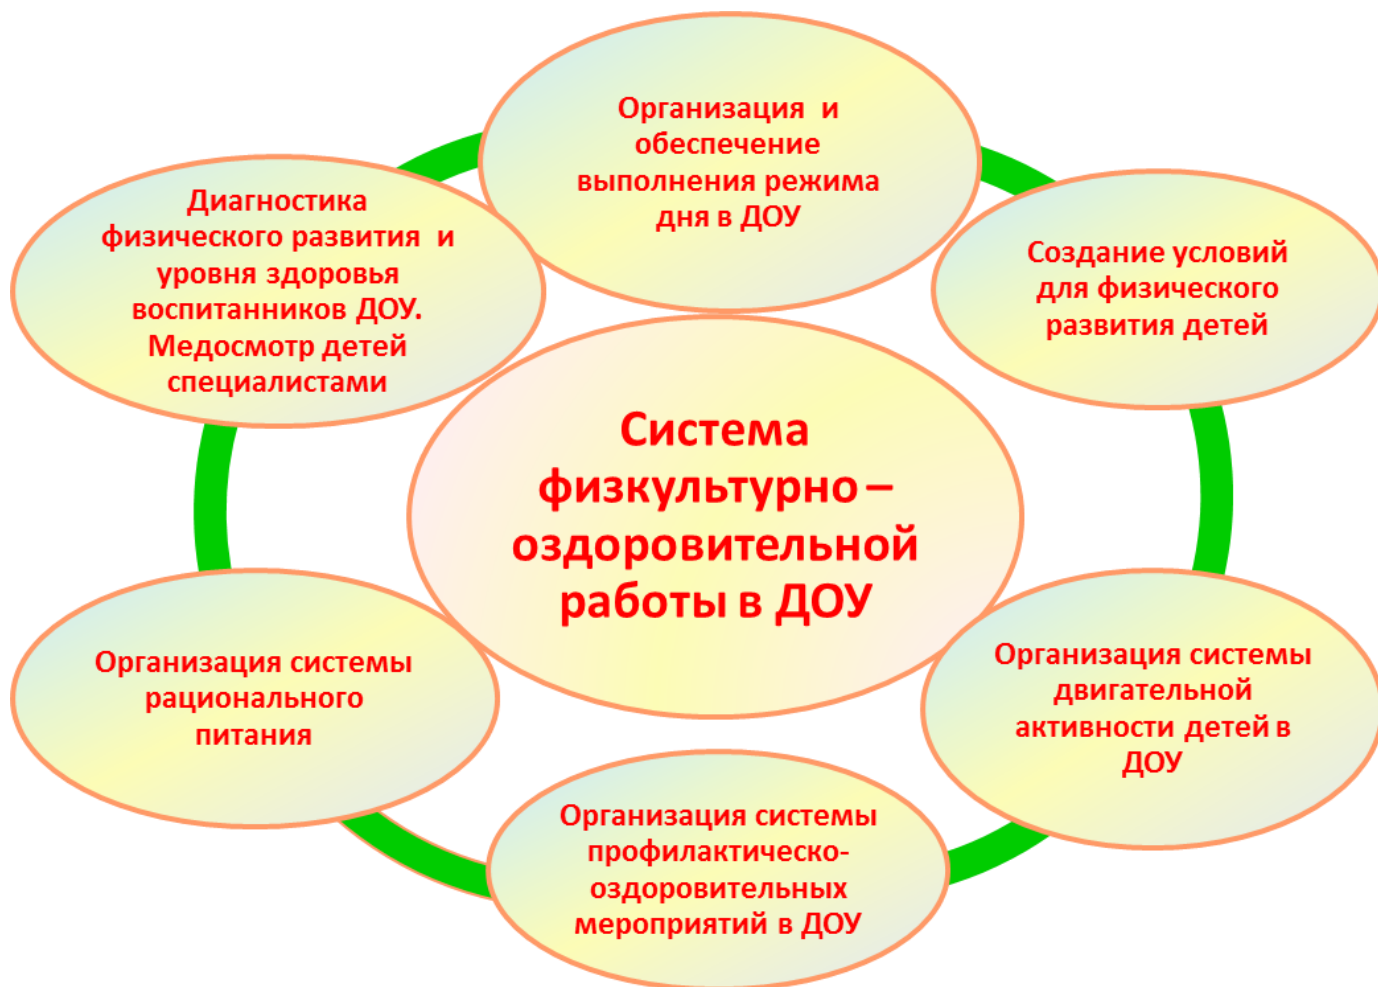 Организация и
обеспечение
выполнения режима
дня в ДОУ
Диагностика
физического развития и
уровня здоровья
воспитанников ДОУ.
Медосмотр детей
специалистами
Создание условий
для физического
развития детей
Система
физкультурно –
оздоровительной
работы в ДОУ
Организация системы
рационального
питания
Организация системы
двигательной
активности детей в
ДОУ
Организация системы
профилактическо-
оздоровительных
мероприятий в ДОУ